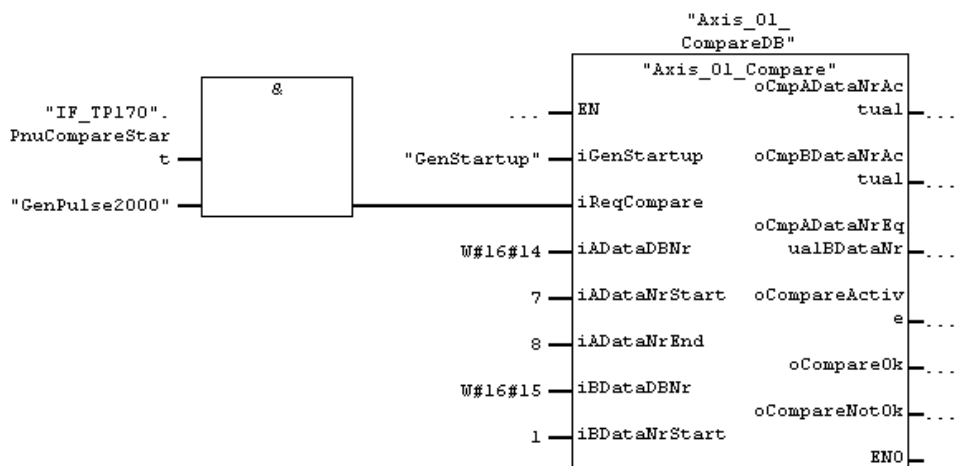 "Axis_01_
CompareDB"
"Axis_01_Compare"
&
"IF_TP170".
PnuCompareStar
t
"GenPulse2000"
... EN
"GenStartup" iGenStartup
iReqCompare
W#16#14 iADataDBNr
7 iADataNrStart
8 iADataNrEnd
W#16#15 iBDataDBNr
1 iBDataNrStart
oCmpADataNrAc
tual ...
oCmpBDataNrAc
tual ...
oCmpADataNrEq
ualBDataNr ...
oCompareActiv
e ...
oCompareOk ...
oCompareNotOk ...
ENO